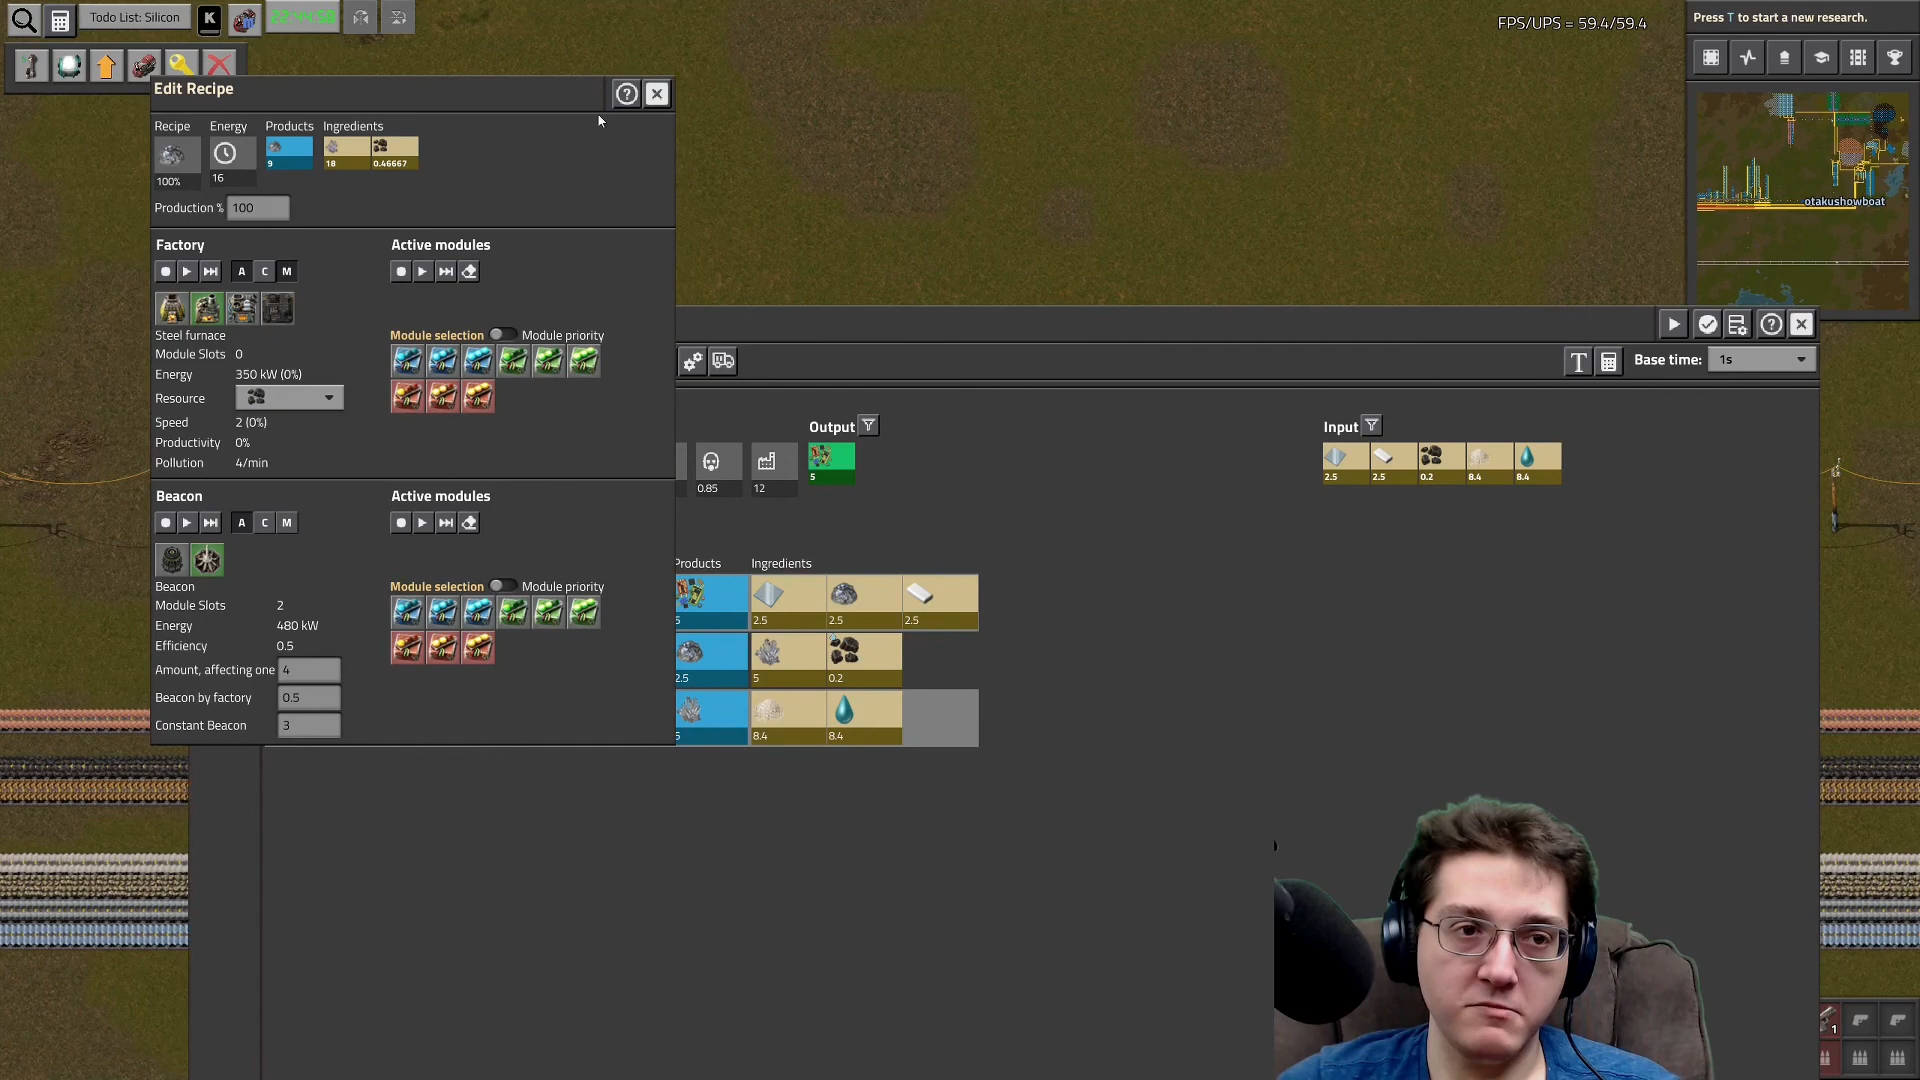 Todo List: Silicon
K
FPS/UPS = 59.4/59.4
Press T to start a new research.
otakushowboat
Edit Recipe
Recipe Energy Products Ingredients
100% 16 9 18 0.46667
Production % 100
Factory
A C M
Active modules
Steel furnace
Module selection Module priority
Module Slots 0
Energy 350 kW (0%)
Resource
Speed 2 (0%)
Productivity 0%
Pollution 4/min
Beacon
A C M
Active modules
Beacon
Module selection Module priority
Module Slots 2
Energy 480 kW
Efficiency 0.5
Amount, affecting one 4
Beacon by factory 0.5
Constant Beacon 3
T
Base time: 1s
Output
0.85 12 5
Input
2.5 2.5 0.2 8.4 8.4
Products Ingredients
5 2.5 2.5 2.5
2.5 5 0.2
5 8.4 8.4
1